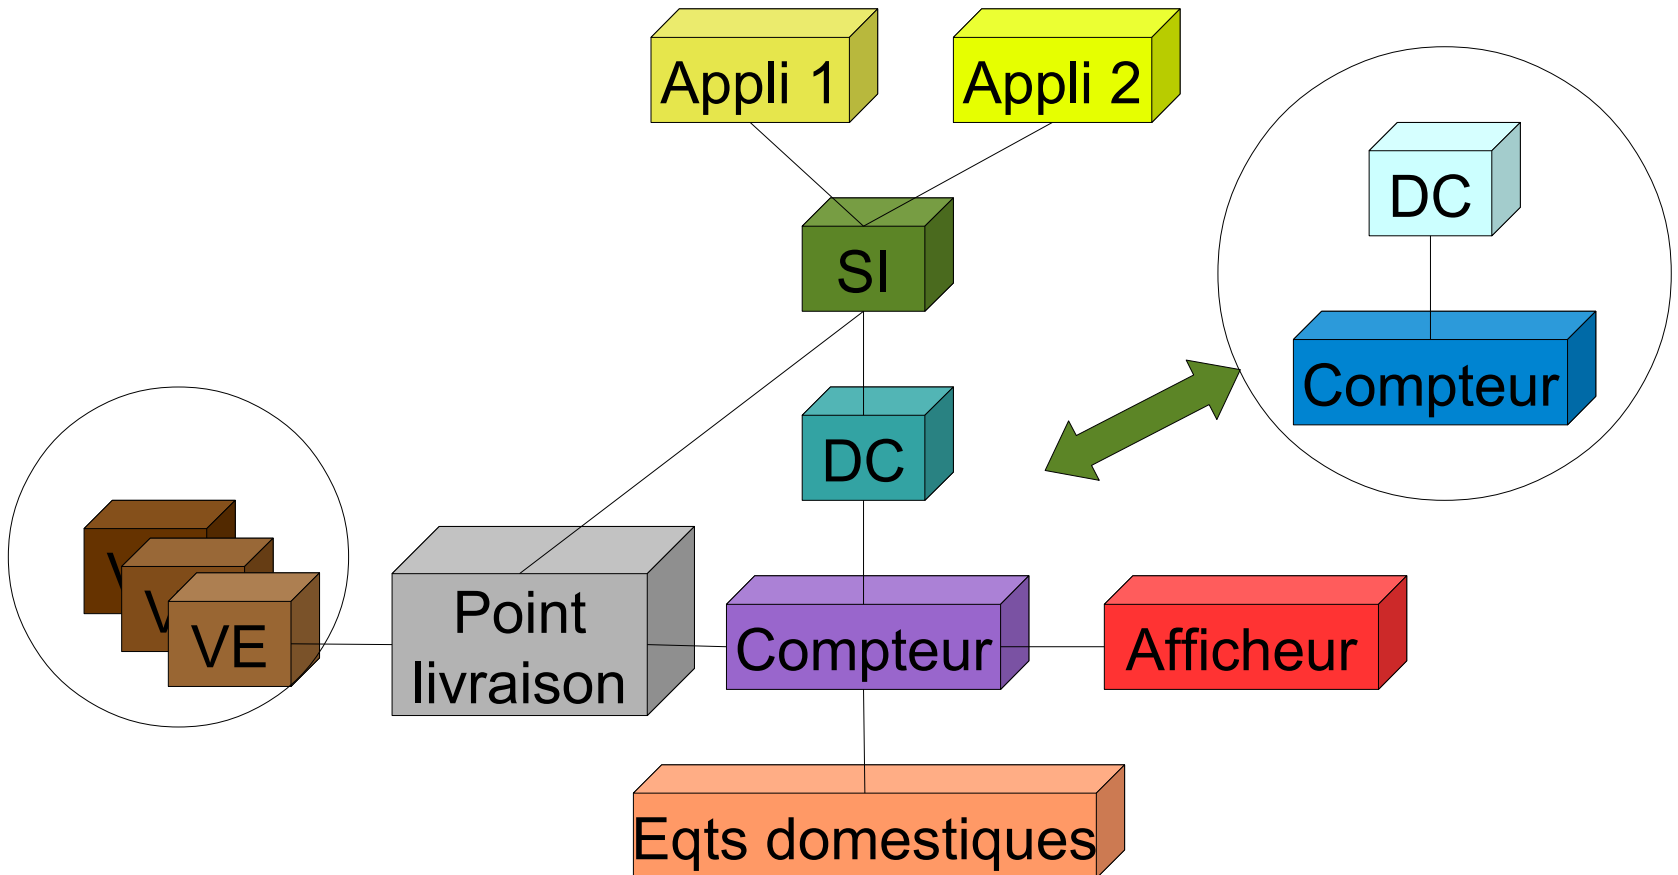 Appli 1
Appli 2
DC
SI
Compteur
DC
VE
Point
livraison
Compteur
Afficheur
Eqts domestiques